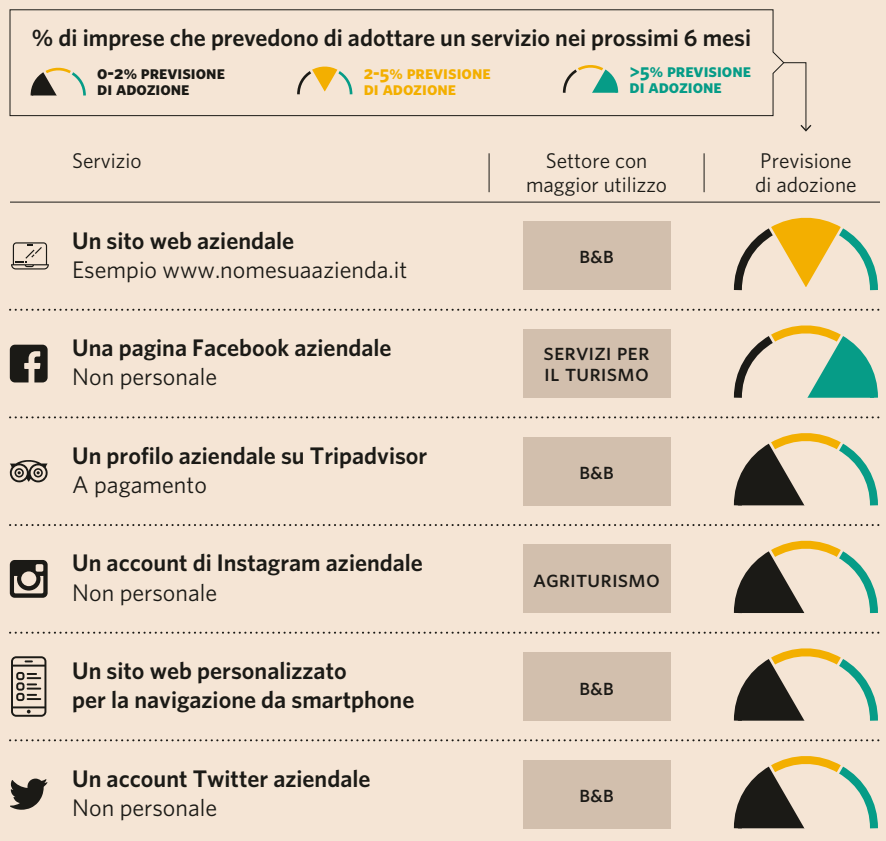 % di imprese che prevedono di adottare un servizio nei prossimi 6 mesi
0-2% PREVISIONE
DI ADOZIONE
2-5% PREVISIONE
DI ADOZIONE
>5% PREVISIONE
DI ADOZIONE
Servizio
Settore con
maggior utilizzo
Previsione
di adozione
Un sito web aziendale
Esempio www.nomesuaazienda.it
B&B
Una pagina Facebook aziendale
Non personale
SERVIZI PER
IL TURISMO
Un profilo aziendale su Tripadvisor
A pagamento
B&B
Un account di Instagram aziendale
Non personale
AGRITURISMO
Un sito web personalizzato
per la navigazione da smartphone
B&B
Un account Twitter aziendale
Non personale
B&B